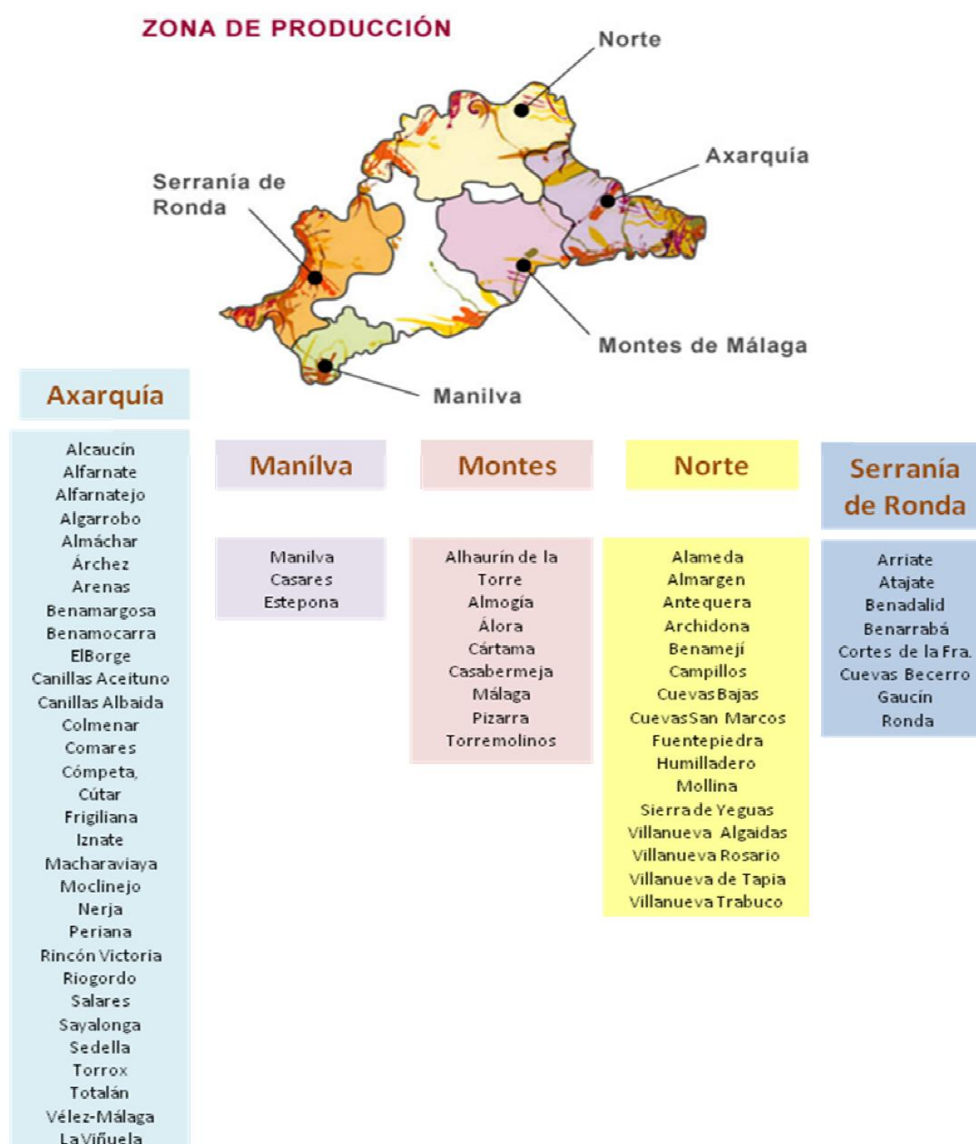 ZONA DE PRODUCCIÓN
Norte
Axarquía
Serranía de
Ronda
Montes de Málaga
Manilva
Axarquía
Alcaucín
Alfarnate
Alfarnatejo
Algarrobo
Almáchar
Árchez
Arenas
Benamargosa
Benamocarra
ElBorge
Canillas Aceituno
Canillas Albaida
Colmenar
Comares
Cómpeta,
Cútar
Frigiliana
Iznate
Macharaviaya
Moclinejo
Nerja
Periana
Rincón Victoria
Riogordo
Salares
Sayalonga
Sedella
Torrox
Totalán
Vélez-Málaga
La Viñuela
Manílva
Manilva
Casares
Estepona
Montes
Alhaurín de la
Torre
Almogía
Álora
Cártama
Casabermeja
Málaga
Pizarra
Torremolinos
Norte
Alameda
Almargen
Antequera
Archidona
Benamejí
Campillos
Cuevas Bajas
Cuevas San Marcos
Fuentepiedra
Humilladero
Mollina
Sierra de Yeguas
Villanueva Algaidas
Villanueva Rosario
Villanueva de Tapia
Villanueva Trabuco
Serranía
de Ronda
Arriate
Atajate
Benadalid
Benarrabá
Cortes de la Fra.
Cuevas Becerro
Gaucín
Ronda